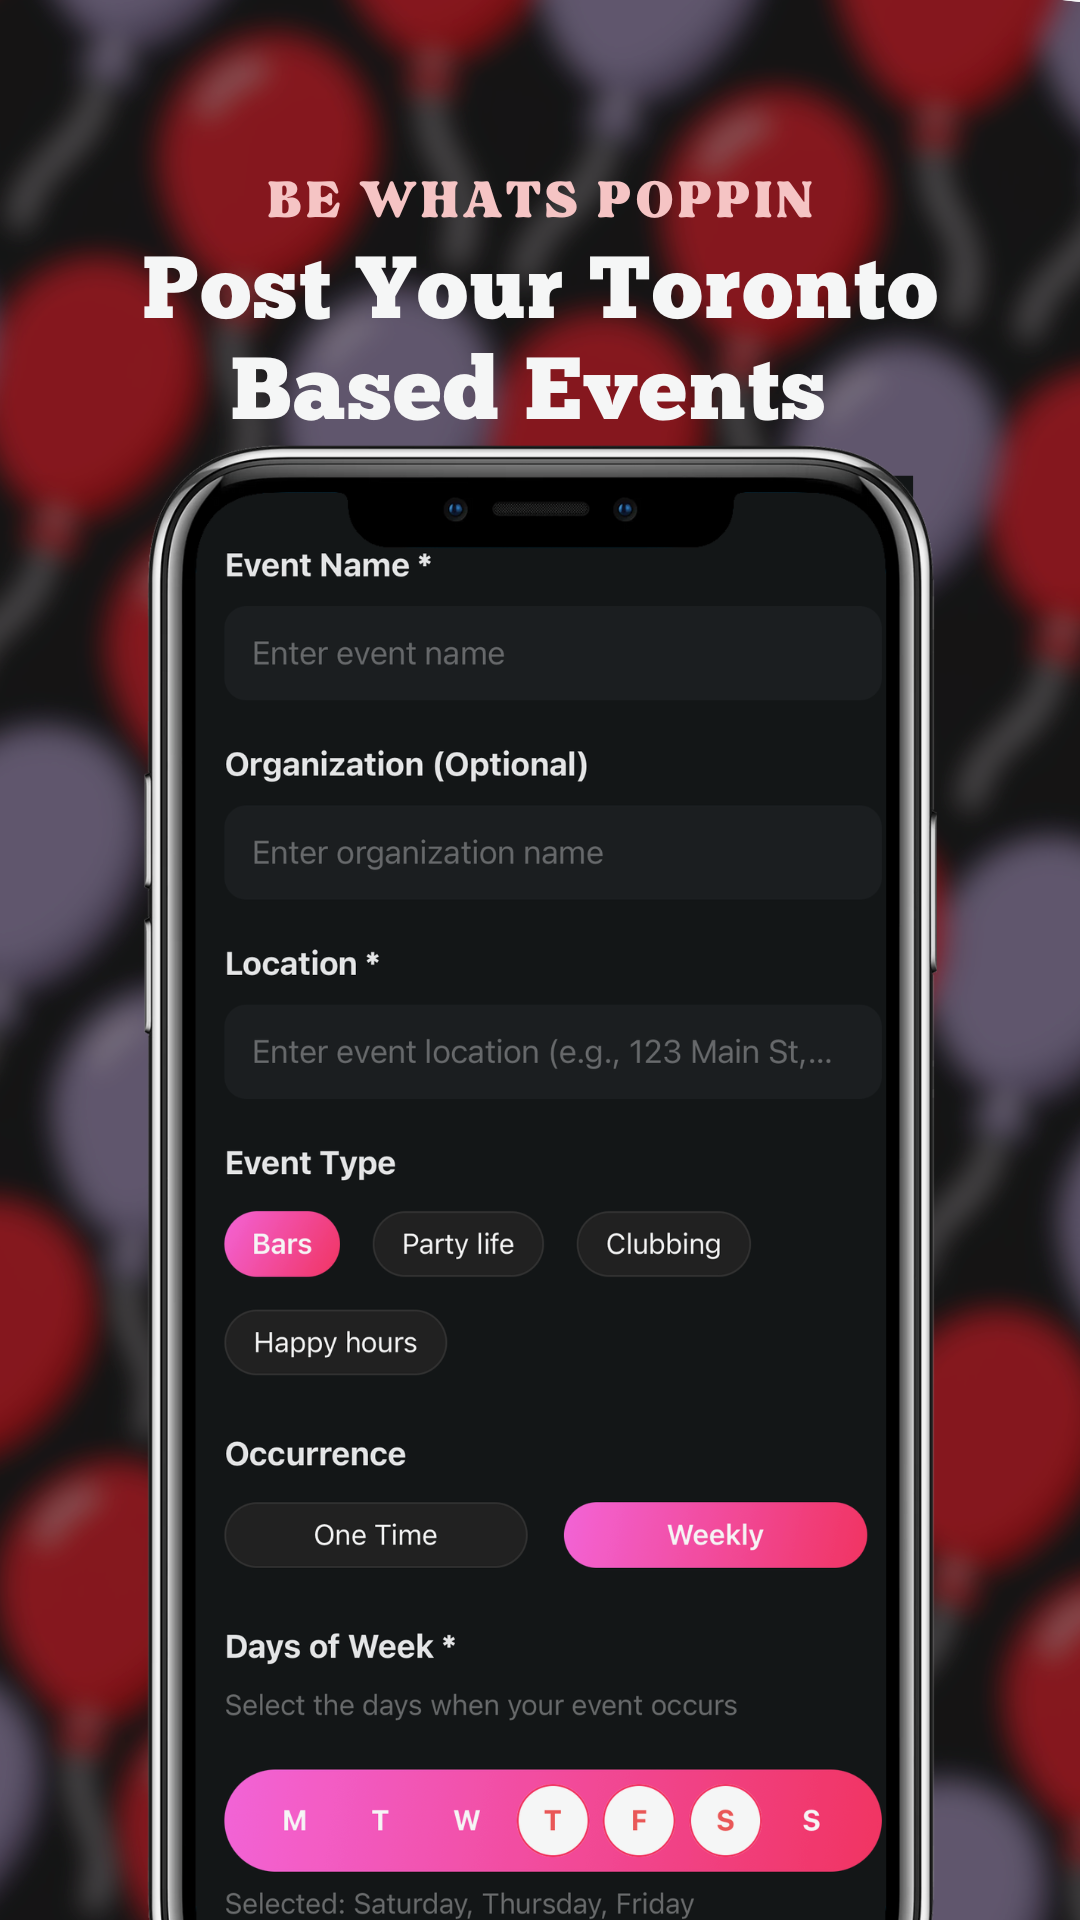 BE WHATS POPPIN
Post Your Toronto
Based Events
Event Name *
Enter event name
Organization (Optional)
Enter organization name
Location *
Enter event location (e.g., 123 Main St,...
Event Type
Bars Party life Clubbing
Happy hours
Occurrence
One Time Weekly
Days of Week *
Select the days when your event occurs
M T W T F S S
Selected: Saturday, Thursday, Friday